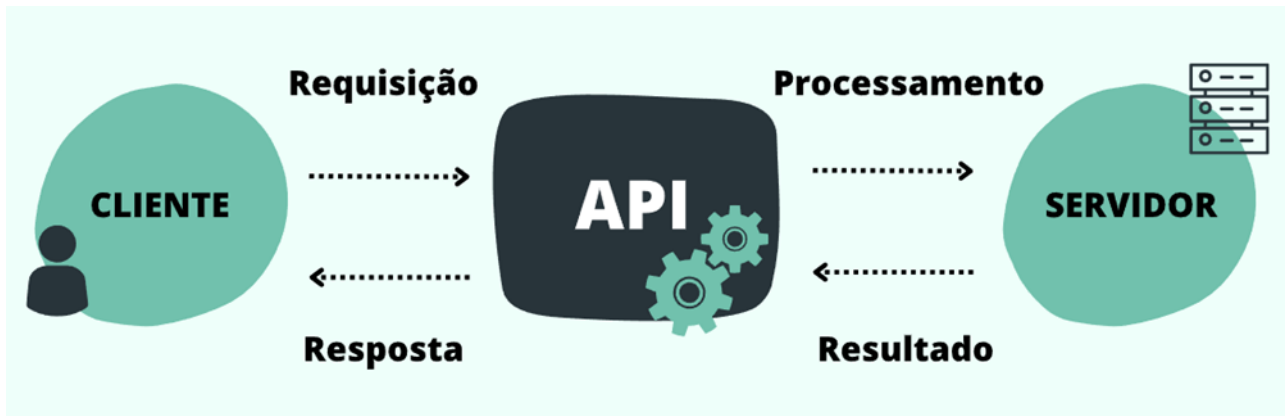 Requisição
Processamento
CLIENTE
API
SERVIDOR
Resposta
Resultado